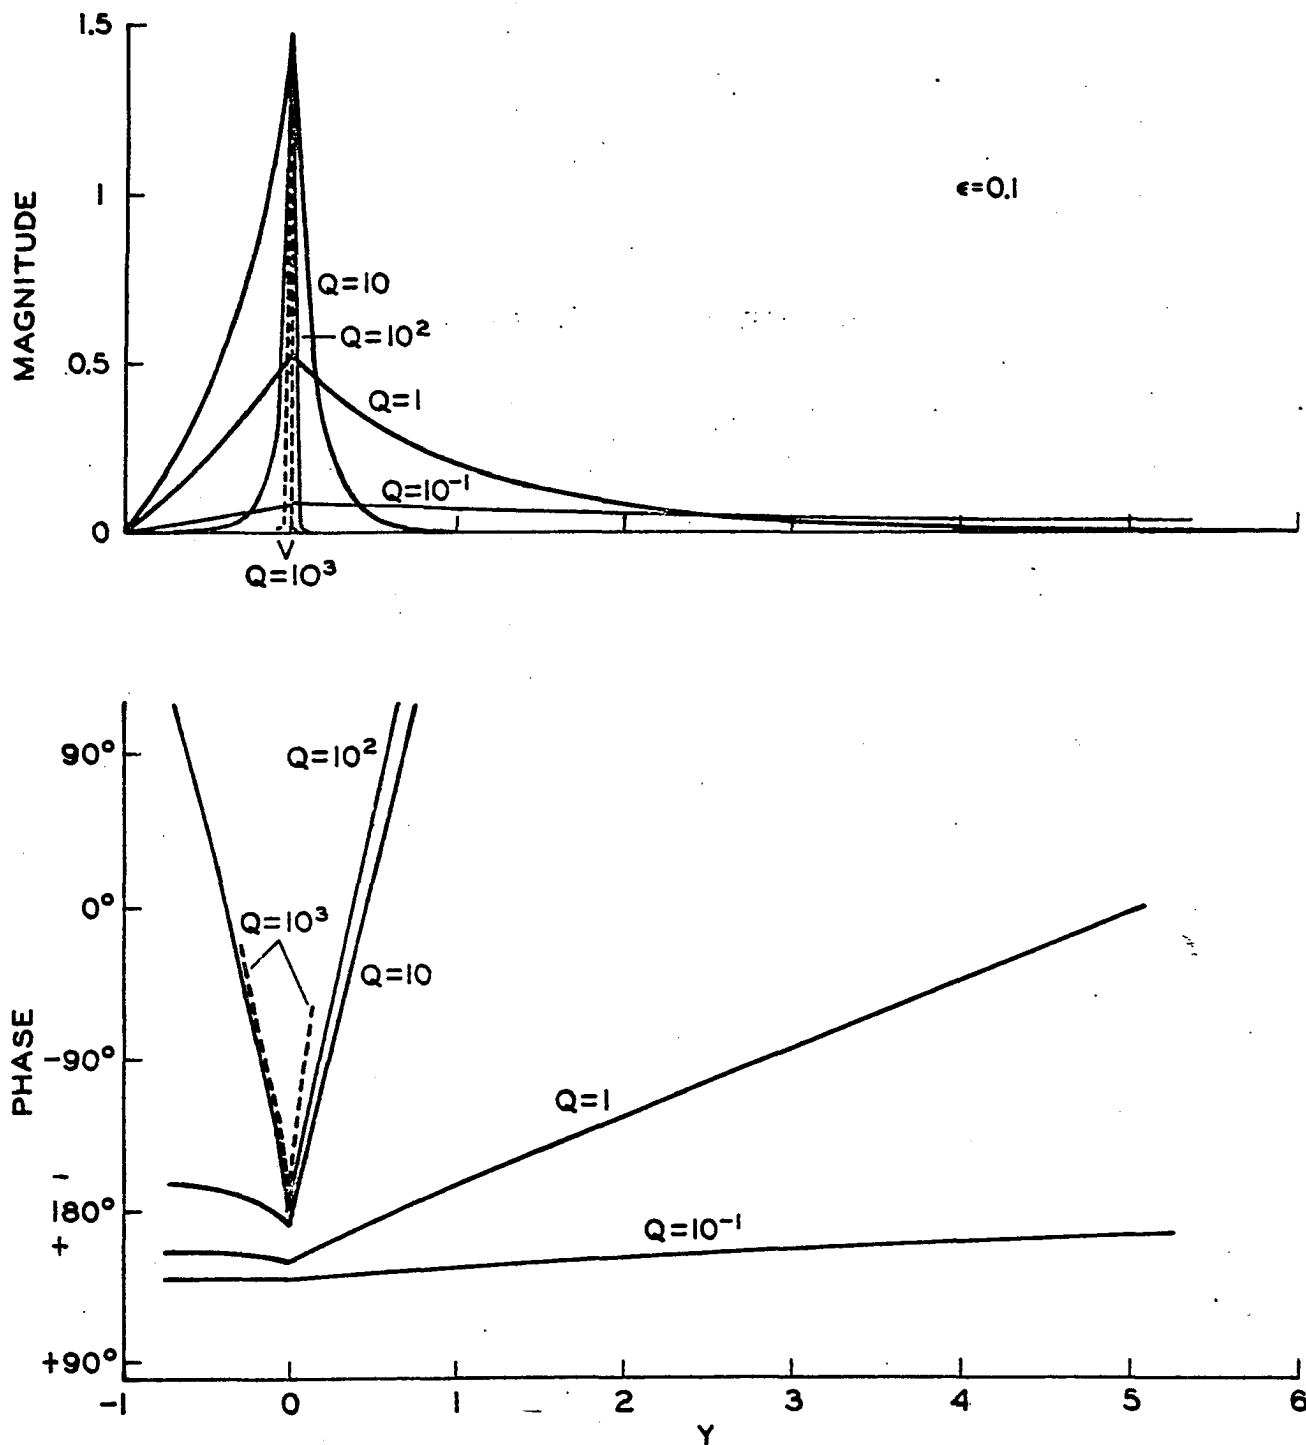 1.5
1
0.5
0
MAGNITUDE
ϵ=0.1
Q=10
Q=10²
Q=1
Q=10⁻¹
Q=10³
90°
0°
-90°
-
180°
+
+90°
PHASE
Q=10²
Q=10³
Q=10
Q=1
Q=10⁻¹
-1 0 1 2 3 4 5 6
Y